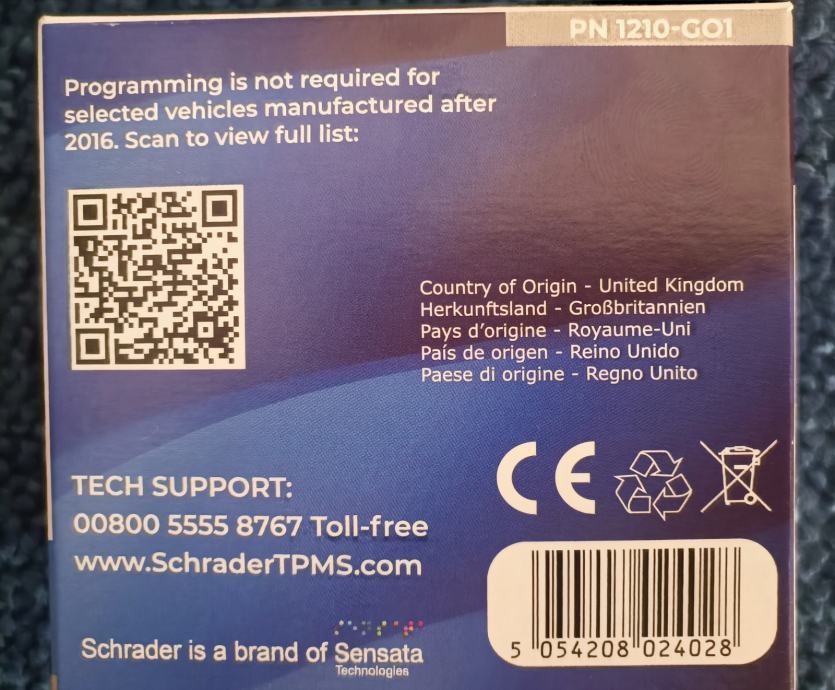 PN 1210-GO1
Programming is not required for
selected vehicles manufactured after
2016. Scan to view full list:
Country of Origin - United Kingdom
Herkunftsland - Großbritannien
Pays d'origine - Royaume-Uni
País de origen - Reino Unido
Paese di origine - Regno Unito
CE
TECH SUPPORT:
00800 5555 8767 Toll-free
www.SchraderTPMS.com
Schrader is a brand of Sensata
Technologies
5 054208 024028